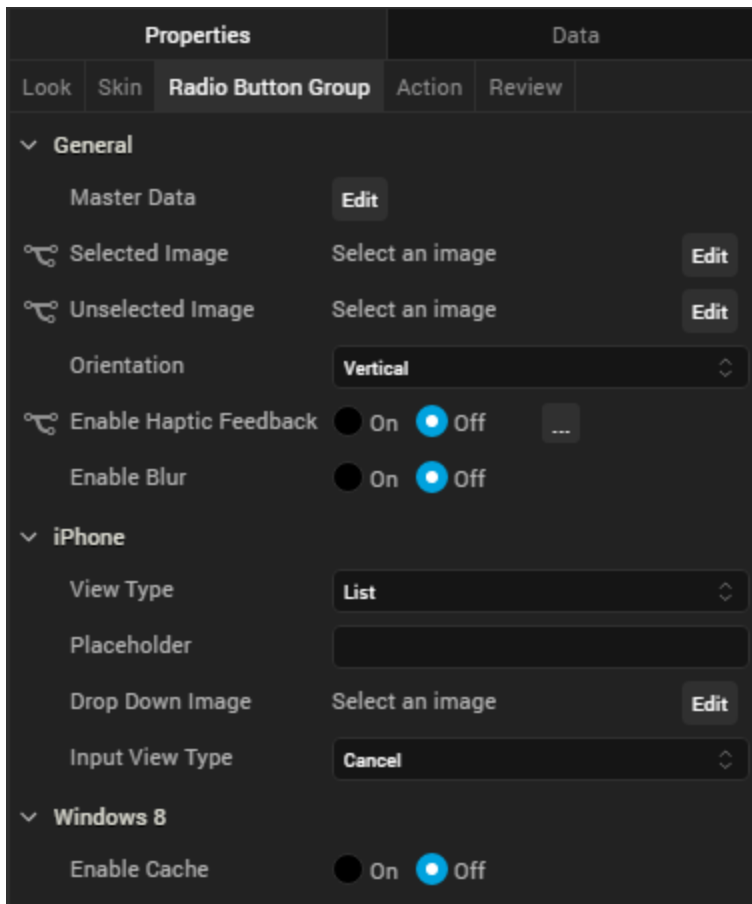 Properties Data
Look Skin Radio Button Group Action Review
General
Master Data Edit
Selected Image Select an image Edit
Unselected Image Select an image Edit
Orientation Vertical
Enable Haptic Feedback On Off ...
Enable Blur On Off
iPhone
View Type List
Placeholder
Drop Down Image Select an image Edit
Input View Type Cancel
Windows 8
Enable Cache On Off